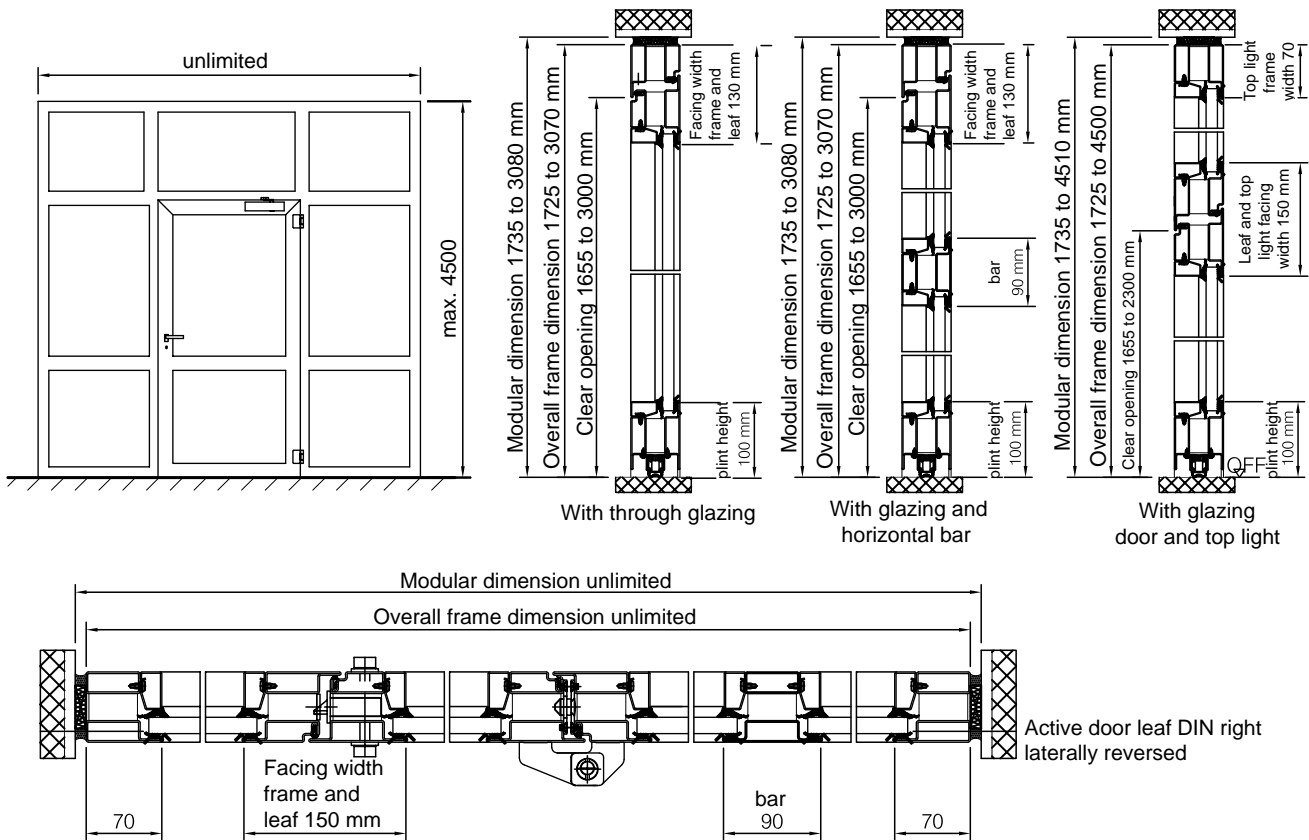 unlimited
max. 4500
Modular dimension 1735 to 3080 mm
Overall frame dimension 1725 to 3070 mm
Clear opening 1655 to 3000 mm
Facing width
frame and
leaf 130 mm
plint height
100 mm
With through glazing
Modular dimension 1735 to 3080 mm
Overall frame dimension 1725 to 3070 mm
Clear opening 1655 to 3000 mm
Facing width
frame and
leaf 130 mm
bar
90 mm
plint height
100 mm
With glazing and
horizontal bar
Modular dimension 1735 to 4510 mm
Overall frame dimension 1725 to 4500 mm
Clear opening 1655 to 2300 mm
Top light
frame
width 70
Leaf and top
light facing
width 150 mm
plint height
100 mm
OFF
With glazing
door and top light
Modular dimension unlimited
Overall frame dimension unlimited
Active door leaf DIN right
laterally reversed
70
Facing width
frame and
leaf 150 mm
bar
90
70